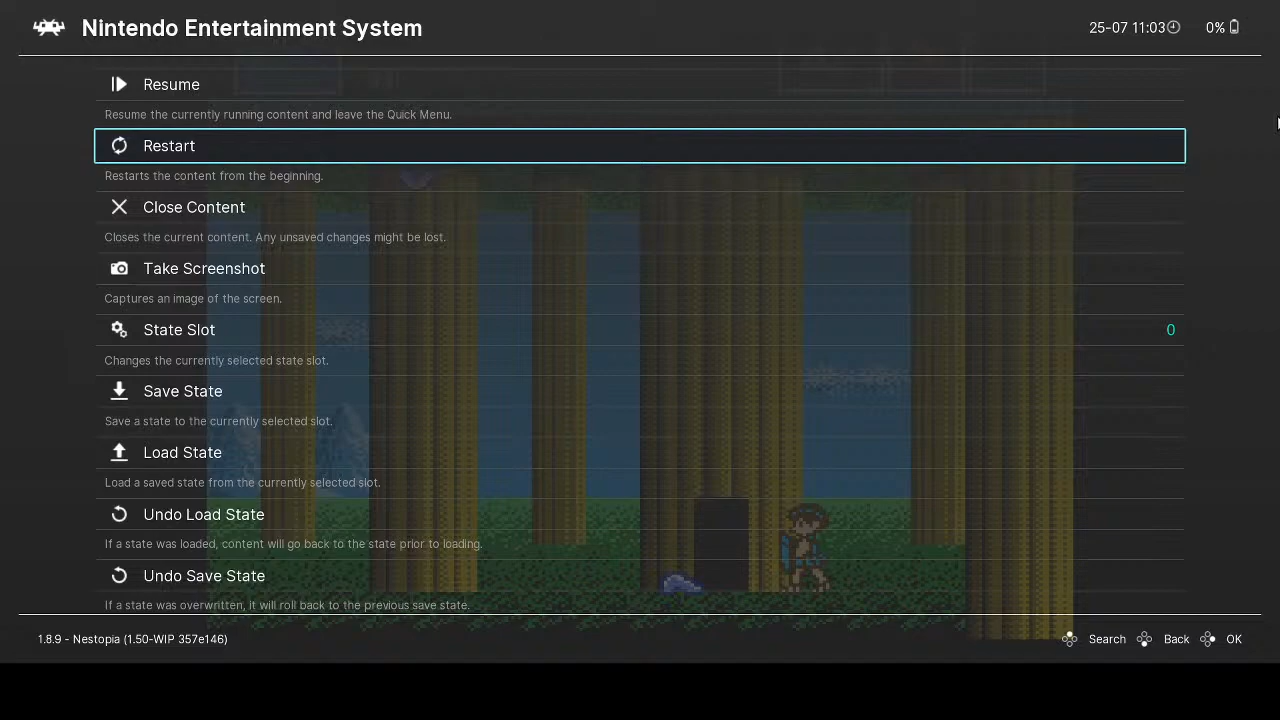 Nintendo Entertainment System
25-07 11:03
0%
Resume
Resume the currently running content and leave the Quick Menu.
Restart
Restarts the content from the beginning.
Close Content
Closes the current content. Any unsaved changes might be lost.
Take Screenshot
Captures an image of the screen.
State Slot
0
Changes the currently selected state slot.
Save State
Save a state to the currently selected slot.
Load State
Load a saved state from the currently selected slot.
Undo Load State
If a state was loaded, content will go back to the state prior to loading.
Undo Save State
If a state was overwritten, it will roll back to the previous save state.
1.8.9 - Nestopia (1.50-WIP 357e146)
Search
Back
OK